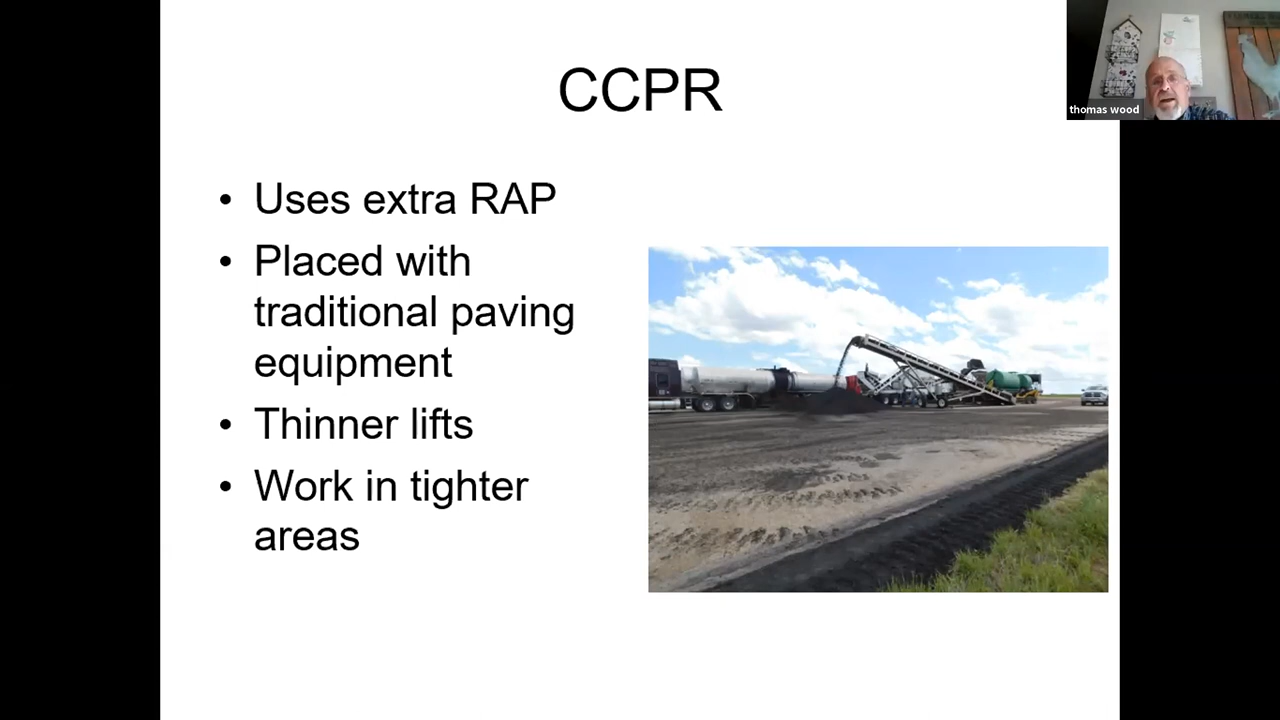 CCPR
thomas wood
• Uses extra RAP
• Placed with
traditional paving
equipment
• Thinner lifts
• Work in tighter
areas